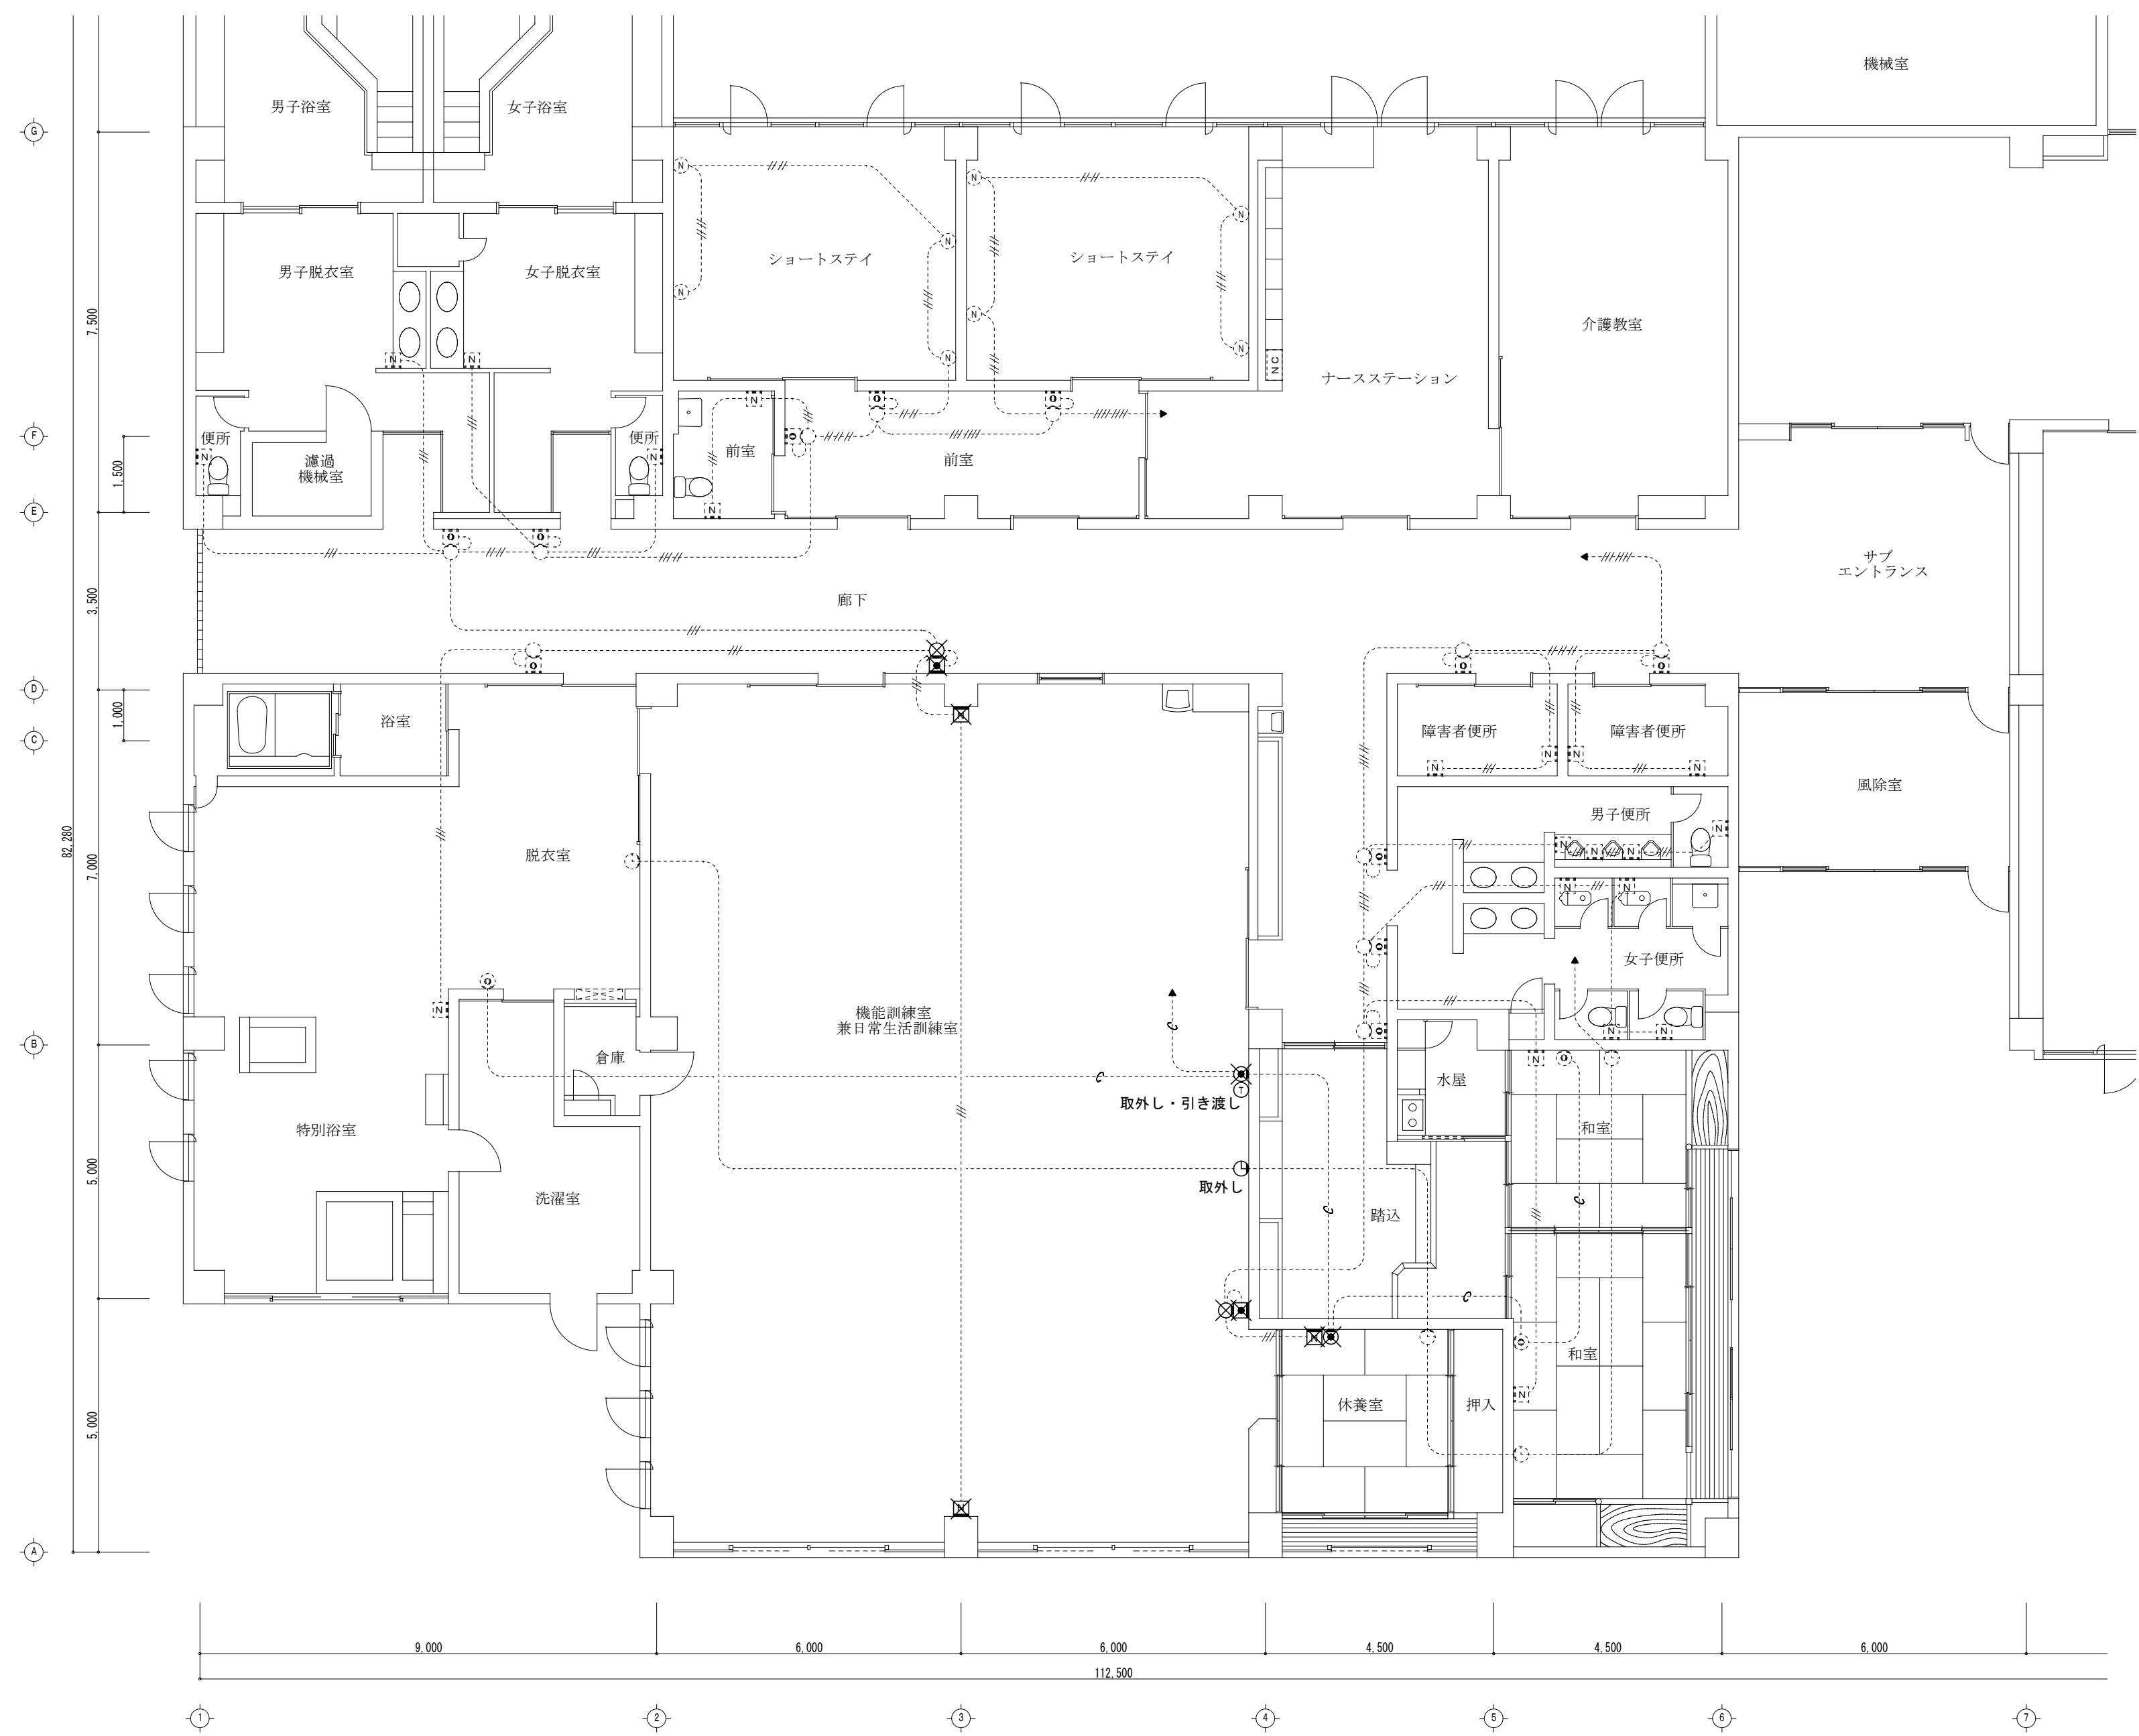 機械室
男子浴室
女子浴室
G
男子脱衣室
女子脱衣室
ショートステイ
ショートステイ
介護教室
ナースステーション
7,500
N
N
N
N
N
N
N
N
N
N
NC
N
F
便所
便所
N
N
濾過
機械室
前室
前室
1,500
N
E
サブ
エントランス
3,500
廊下
D
浴室
1,000
C
N
障害者便所
障害者便所
N
N
N
N
風除室
男子便所
N
N
N
N
82,280
7,000
脱衣室
N
N
女子便所
N
機能訓練室
兼日常生活訓練室
N
N
B
倉庫
N
水屋
T
取外し・引き渡し
特別浴室
和室
5,000
取外し
洗濯室
踏込
N
和室
N
休養室
押入
5,000
N
A
9,000
6,000
6,000
4,500
4,500
6,000
112,500
1
2
3
4
5
6
7